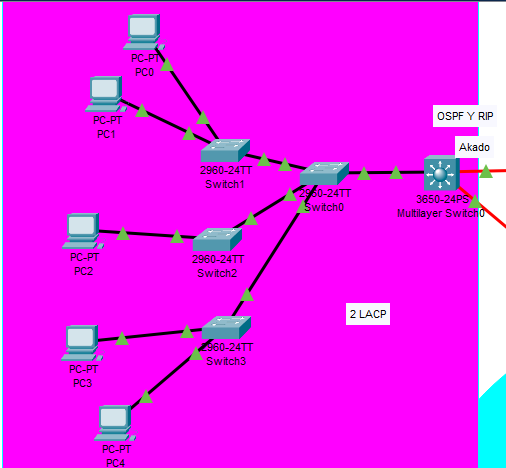 PC-PT
PC0
PC-PT
PC1
OSPF Y RIP
Akado
2960-24TT
Switch1
2960-24TT
Switch0
3650-24PS
Multilayer Switch0
PC-PT
PC2
2960-24TT
Switch2
2 LACP
2960-24TT
Switch3
PC-PT
PC3
PC-PT
PC4